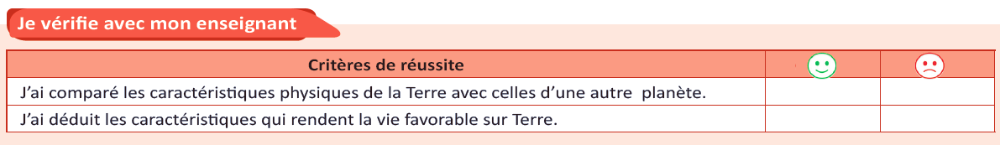 Je vérifie avec mon enseignant
Critères de réussite
J'ai comparé les caractéristiques physiques de la Terre avec celles d'une autre planète.
J'ai déduit les caractéristiques qui rendent la vie favorable sur Terre.